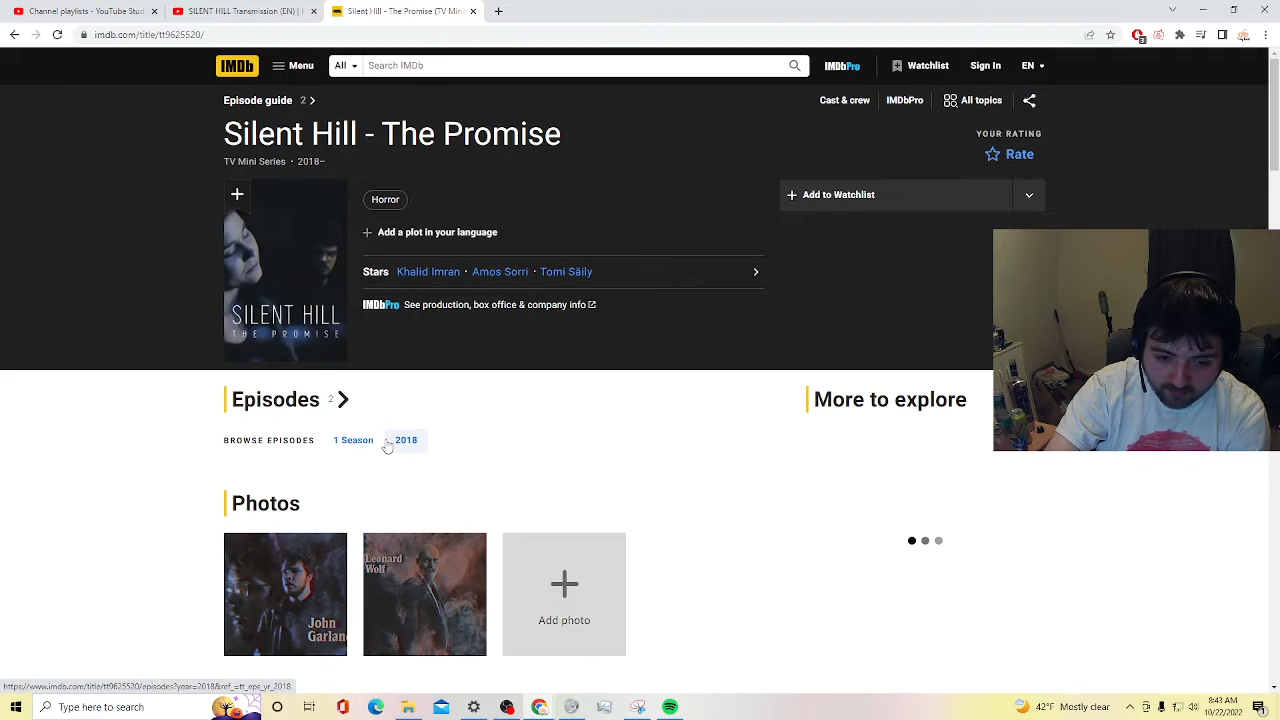 Channel playlists - YouTube Stud
SILENT HILL Transmission (EN) |
Silent Hill - The Promise (TV Min
imdb.com/title/tt9625520/
3
IMDb
Menu
All
Search IMDb
IMDbPro
Watchlist
Sign In
EN
Episode guide 2
Cast & crew
IMDbPro
All topics
Silent Hill - The Promise
YOUR RATING
Rate
TV Mini Series · 2018–
Horror
Add to Watchlist
Add a plot in your language
Stars Khalid Imran · Amos Sorri · Tomi Säily
IMDbPro See production, box office & company info
SILENT HILL
THE PROMISE
Episodes 2
More to explore
BROWSE EPISODES 1 Season 2018
Photos
John
Garland
Leonard
Wolf
Add photo
https://www.imdb.com/title/tt9625520/episodes?year=2018&ref_=tt_eps_yr_2018
Type here to search
42°F Mostly clear
8:43 AM
10/22/2022